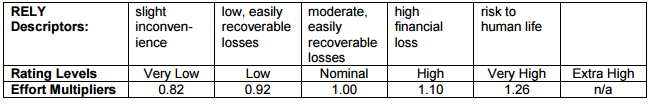 RELY Descriptors: | slight inconven-ience | low, easily recoverable losses | moderate, easily recoverable losses | high financial loss | risk to human life |
Rating Levels | Very Low | Low | Nominal | High | Very High | Extra High
Effort Multipliers | 0.82 | 0.92 | 1.00 | 1.10 | 1.26 | n/a